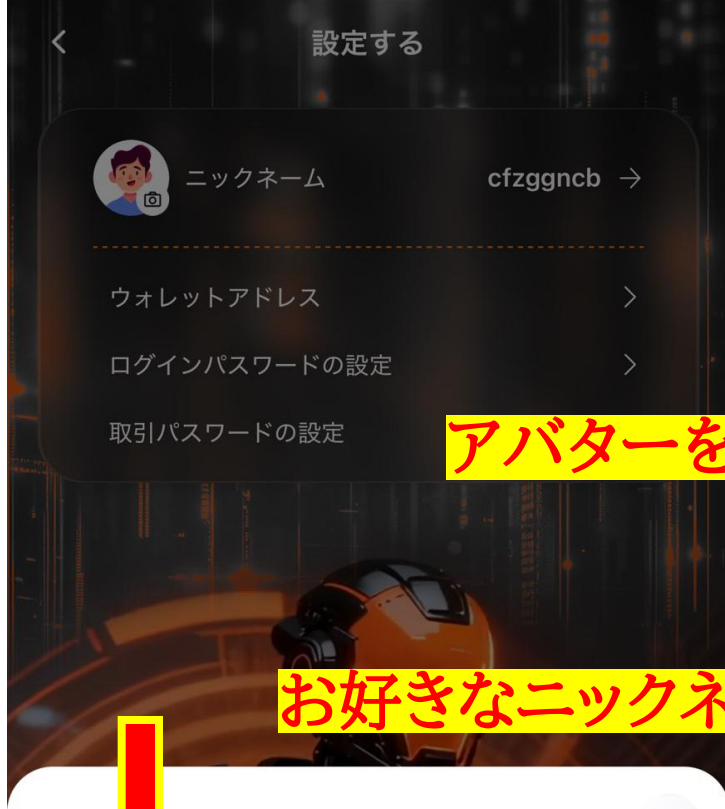 設定する
ニックネーム
cfzggncb
ウォレットアドレス
ログインパスワードの設定
取引パスワードの設定
アバターを
お好きなニックネ